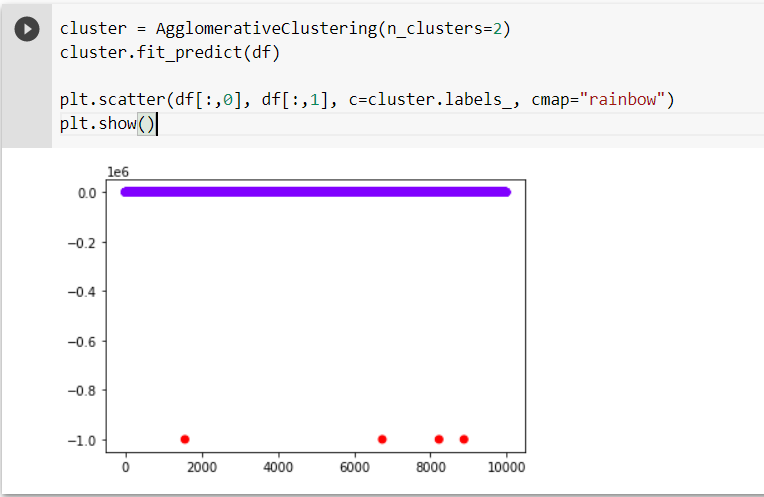 cluster = AgglomerativeClustering(n_clusters=2)
cluster.fit_predict(df)
plt.scatter(df[:,0], df[:,1], c=cluster.labels_, cmap="rainbow")
plt.show()
1e6
0.0
−0.2
−0.4
−0.6
−0.8
−1.0
0 2000 4000 6000 8000 10000